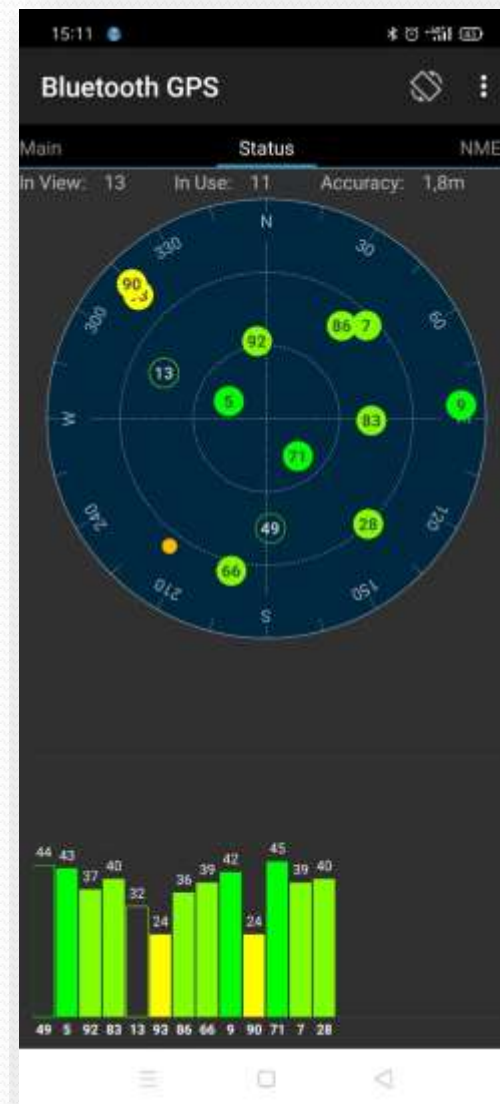 15:11
Bluetooth GPS
Main Status NME
In View: 13 In Use: 11 Accuracy: 1,8m
N
330 30
90
300 60
86 7
92
13
5 9
W 83
71
240 49 28 120
66
210 150
S
44 43 37 40 32 24 36 39 42 24 45 39 40
49 5 92 83 13 93 86 66 9 90 71 7 28